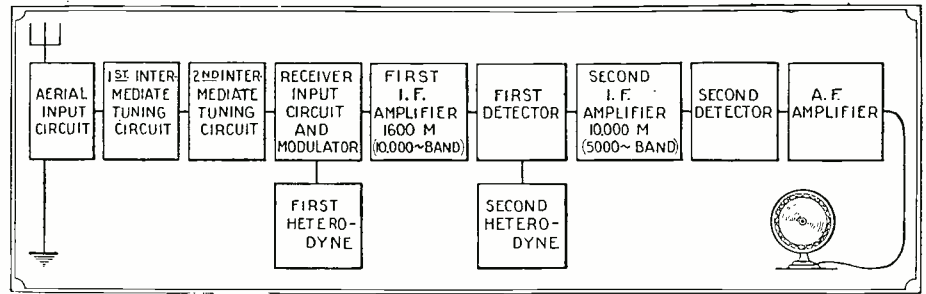 AERIAL
INPUT
CIRCUIT
1ST INTER-
MEDIATE
TUNING
CIRCUIT
2ND INTER-
MEDIATE
TUNING
CIRCUIT
RECEIVER
INPUT
CIRCUIT
AND
MODULATOR
FIRST
I.F.
AMPLIFIER
1600 M
(10,000~BAND)
FIRST
DETECTOR
SECOND
I.F.
AMPLIFIER
10,000 M
(5000~ BAND)
SECOND
DETECTOR
A.F.
AMPLIFIER
FIRST
HETERO-
DYNE
SECOND
HETERO-
DYNE